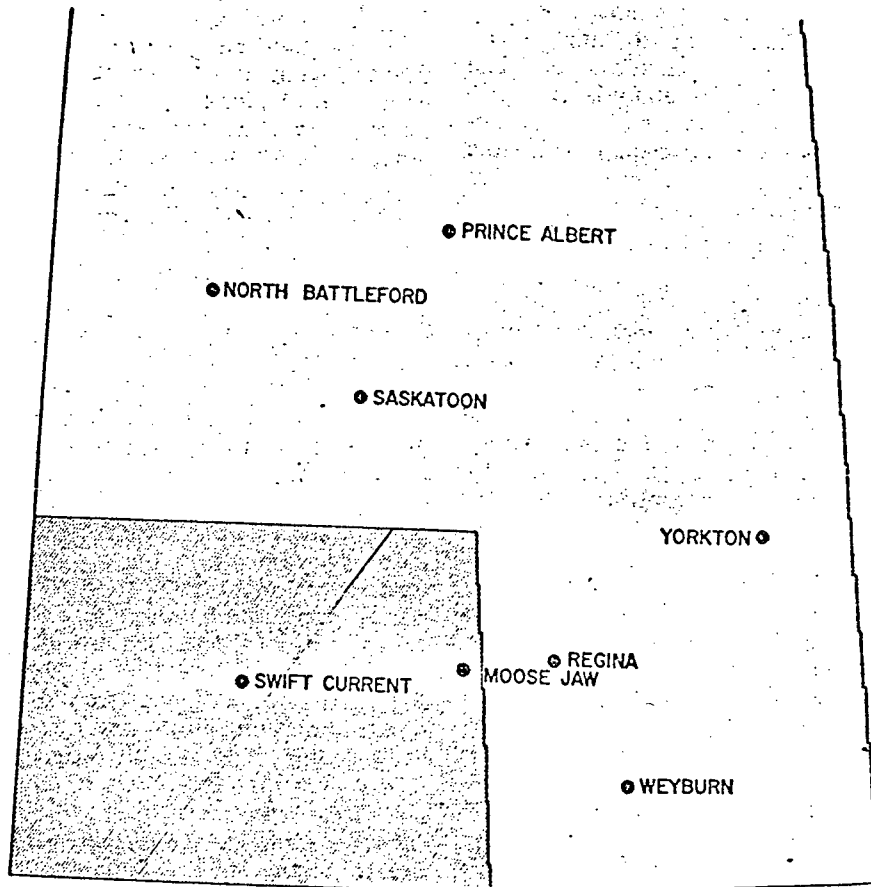 PRINCE ALBERT
NORTH BATTLEFORD
SASKATOON
YORKTON
REGINA
MOOSE JAW
SWIFT CURRENT
WEYBURN